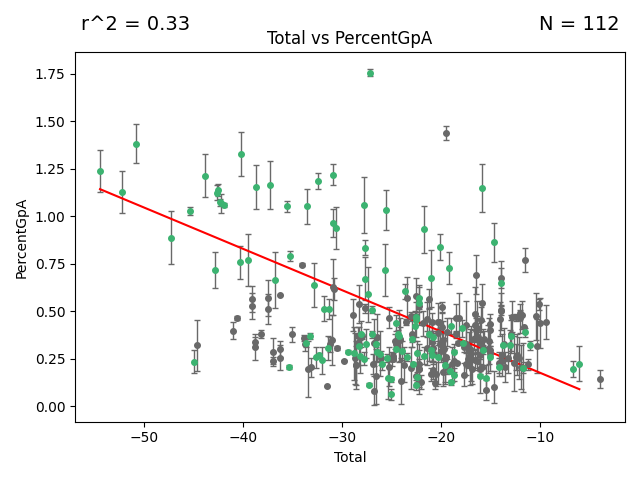 r^2 = 0.33
N = 112
Total vs PercentGpA
PercentGpA
1.75
1.50
1.25
1.00
0.75
0.50
0.25
0.00
−50
−40
−30
−20
−10
Total